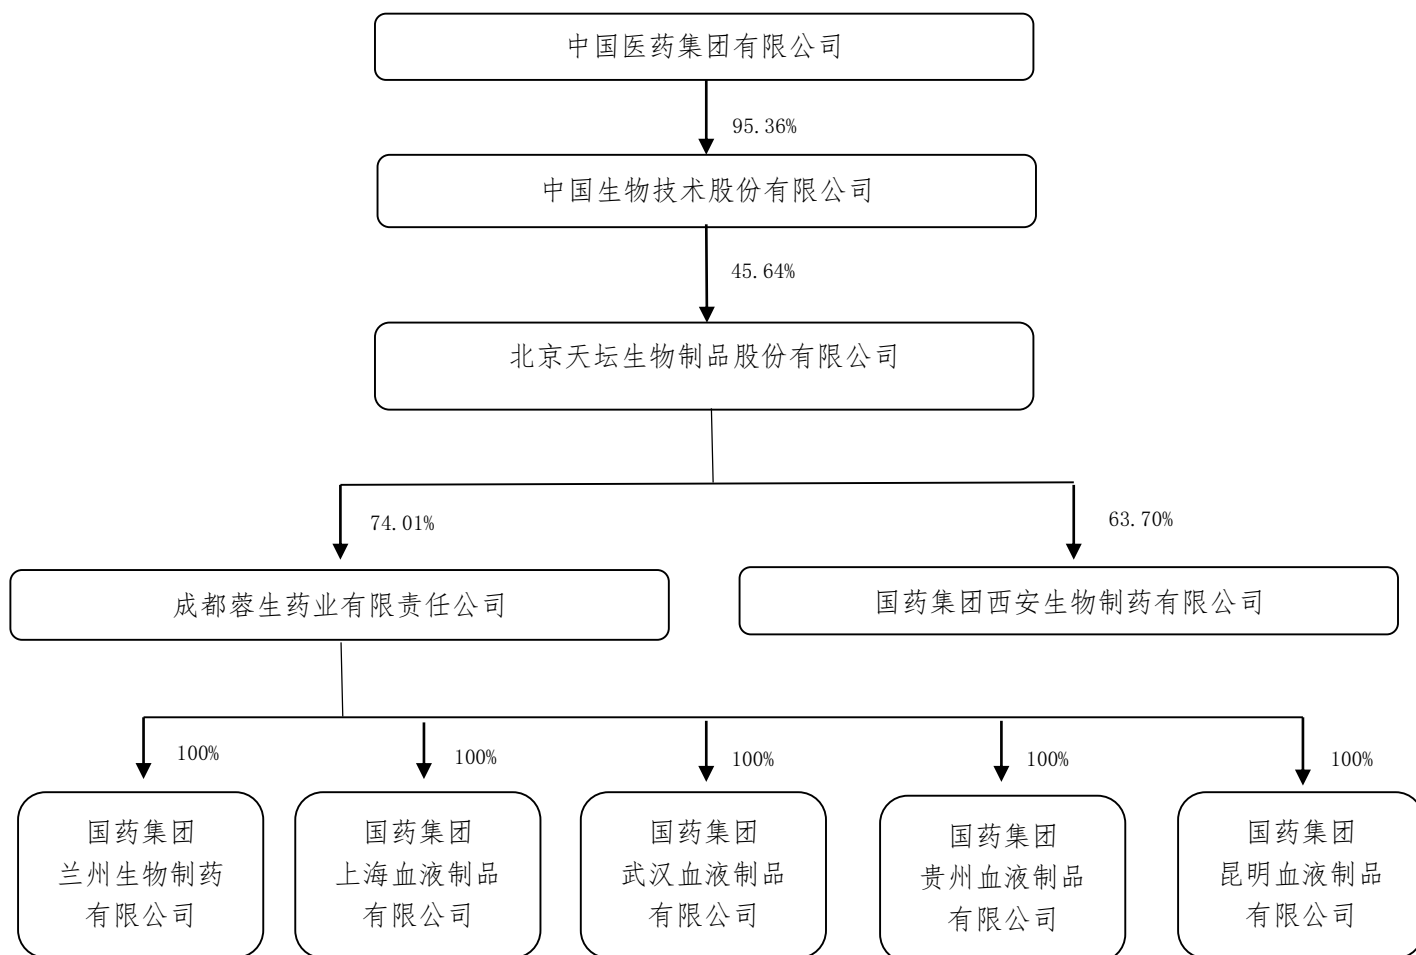 中国医药集团有限公司
95.36%
中国生物技术股份有限公司
45.64%
北京天坛生物制品股份有限公司
74.01%
63.70%
成都蓉生药业有限责任公司
国药集团西安生物制药有限公司
100%
100%
100%
100%
100%
国药集团
兰州生物制药
有限公司
国药集团
上海血液制品
有限公司
国药集团
武汉血液制品
有限公司
国药集团
贵州血液制品
有限公司
国药集团
昆明血液制品
有限公司